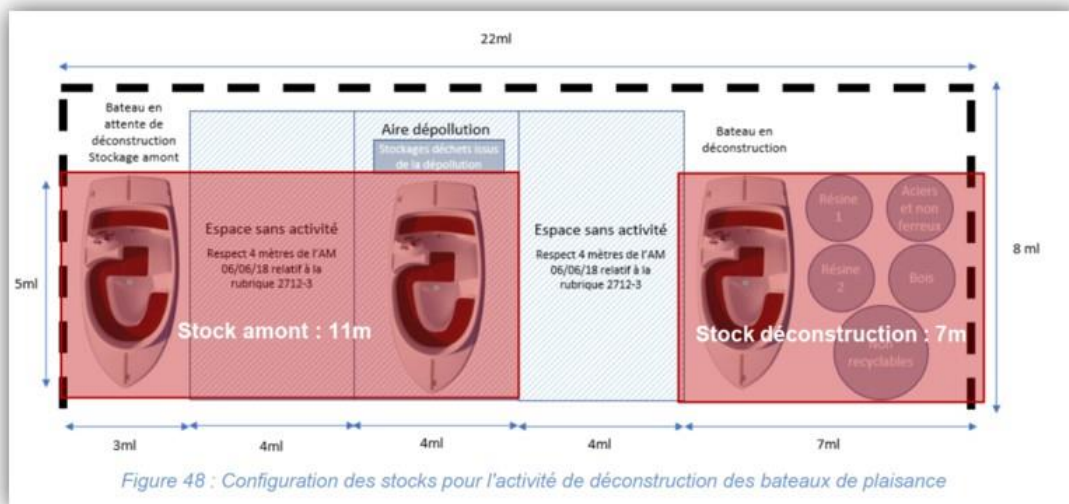 22ml
Bateau en
attente de
déconstruction
Stockage amont
Aire dépollution
Stockages déchets issus
de la dépollution
Bateau en
déconstruction
Espace sans activité
Respect 4 mètres de l'AM
06/06/18 relatif à la
rubrique 2712-3
Espace sans activité
Respect 4 mètres de l'AM
06/06/18 relatif à la
rubrique 2712-3
Résine
1
Aciers
et non
ferreux
Résine
2
Bois
Non
recyclables
5ml
8 ml
Stock amont : 11m
Stock déconstruction : 7m
3ml
4ml
4ml
4ml
7ml
Figure 48 : Configuration des stocks pour l'activité de déconstruction des bateaux de plaisance